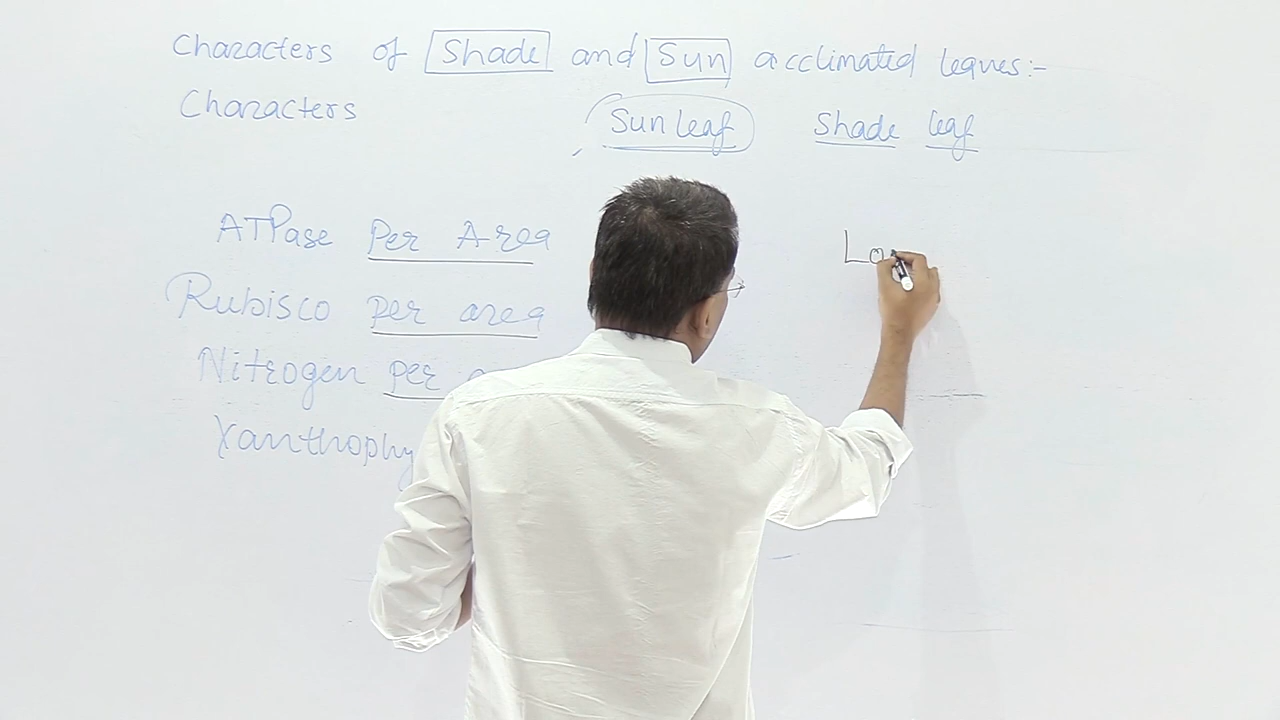 Characters of Shade and Sun acclimated leaves:-
Characters Sun leaf Shade leaf
ATPase Per Area Lo
Rubisco per area
Nitrogen per
Xanthophy